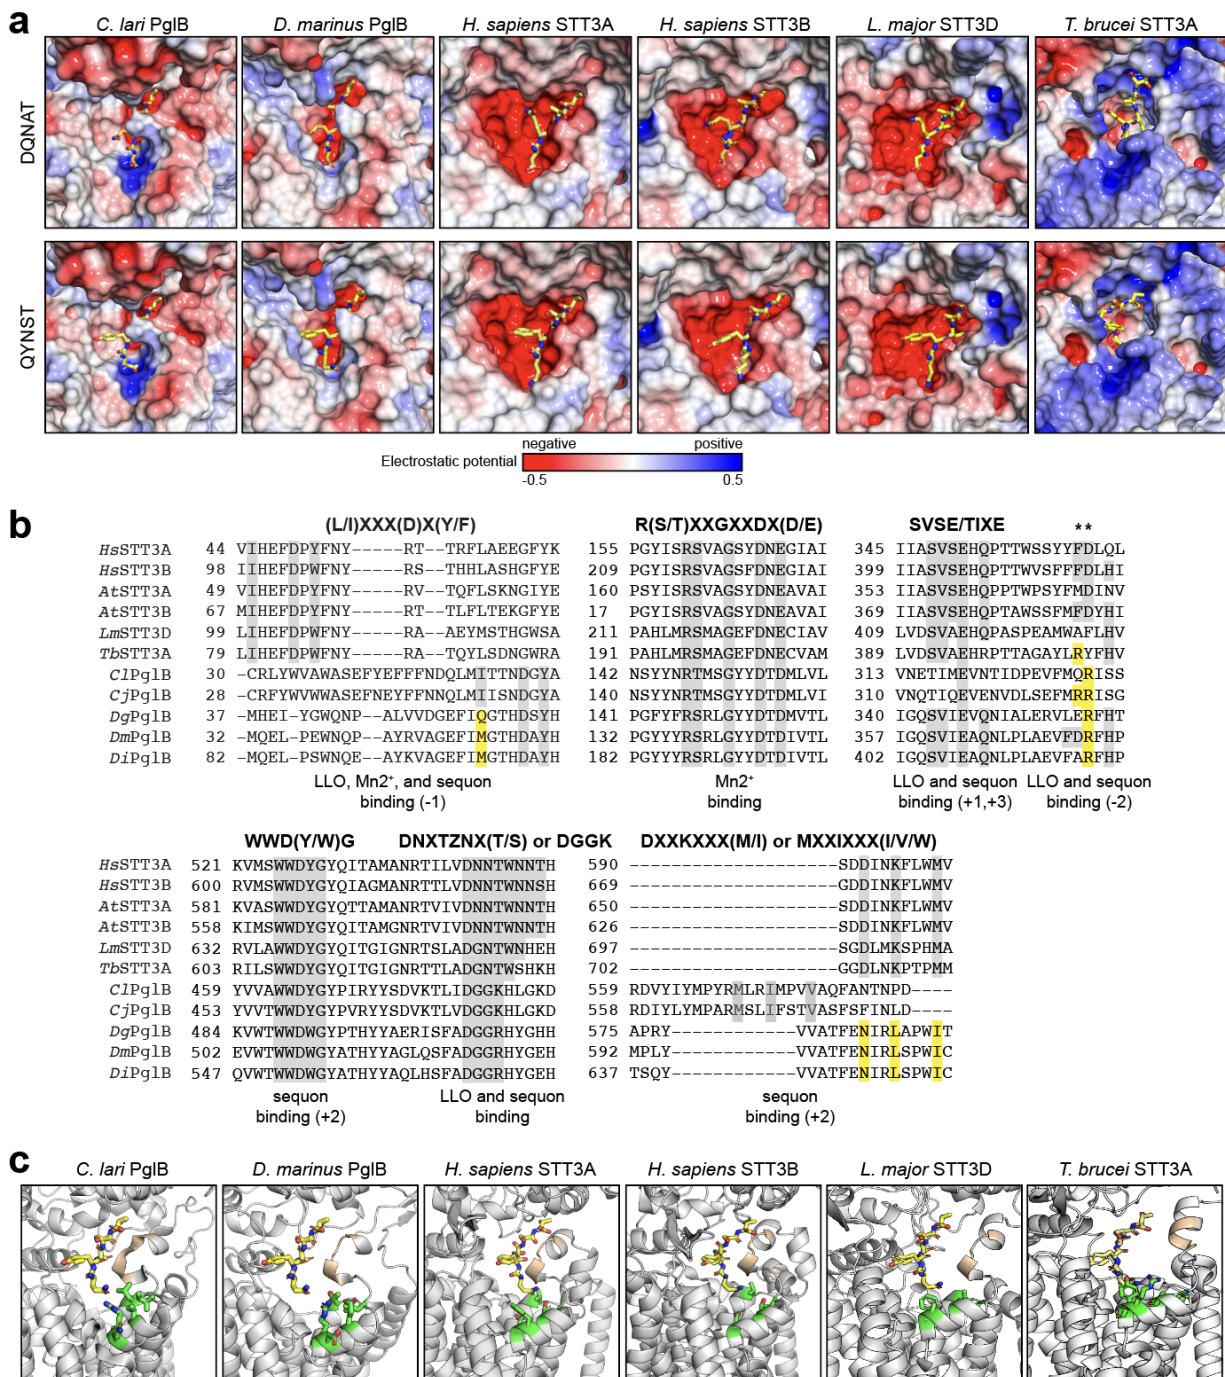 a
C. lari PglB D. marinus PglB H. sapiens STT3A H. sapiens STT3B L. major STT3D T. brucei STT3A
DQNAT
QYNST
negative positive
Electrostatic potential
-0.5 0.5
b
(L/I)XXX(D)X(Y/F) R(S/T)XXGXXDX(D/E) SVSE/TIXE **
HsSTT3A 44 VIHEFDPYFNY-----RT--TRFLAEEGFYK 155 PGYISRSVAGSYDNEGIAI 345 IIASVSEHQPTTWSSYYFDLQL
HsSTT3B 98 IIHEFDPWFNY-----RS--THHLASHGFYE 209 PGYISRSVAGSFDNEGIAI 399 IIASVSEHQPTTWVSFFFDLHI
AtSTT3A 49 VIHEFDPYFNY-----RV--TQFLSKNGIYE 160 PSYISRSVAGSYDNEAVAI 353 IIASVSEHQPTTWPSYFMDINV
AtSTT3B 67 MIHEFDPYFNY-----RT--TLFLTEKGFYE 17 PGYISRSVAGSYDNEAVAI 369 IIASVSEHQPTAWSSFMFDYHI
LmSTT3D 99 LIHEFDPWFNY-----RA--AEYMSTHGWSA 211 PAHLMRSMAGEFDNECIAV 409 LVDSVAEHQPASPEAMWAFLHV
TbSTT3A 79 LIHEFDPWFNY-----RA--TQYLSDNGWRA 191 PAHLMRSMAGSYDNECVAM 389 LVDSVVEHRPTTAGAYLRYFHV
ClPglB 30 -CRLYWVAWASEFYEFFFNDQLMITTNDGYA 142 NSYYNRTMSGYYDTDMLVL 313 VNETIMEVNTIDPEVFMQRISS
CjPglB 28 -CRFYWVWWASEFNEYFFNNQLMIISNDGYA 140 NSYYNRTMSGYYDTDMLVI 310 VNQTIQEVENVDLSEFMRRISG
DgPglB 37 -MHEI-YGWQNP--ALVVDGEFIQGTHDSYH 141 PGFYFRSRLGYYDTDMVTL 340 IGQSVIEVQNIALERVLERFHT
DmPglB 32 -MQEL-PEWNQP--AYKVAGEFIMGTHDAYH 132 PGYYYRSRLGYYDTDIVTL 357 IGQSVIEAQNLPLAEVFDRFHP
DiPglB 82 -MQEL-PSWNQE--AYRVAGEFIMGTHDAYH 182 PGYYYRSRLGYYDTDIVTL 402 IGQSVIEAQNLPLAEVFARFHP
LLO, Mn2+, and sequon Mn2+ LLO and sequon LLO and sequon
binding (-1) binding binding (+1,+3) binding (-2)
WWD(Y/W)G DNXTZNX(T/S) or DGGK DXXKXXX(M/I) or MXXIXXX(I/V/W)
HsSTT3A 521 KVMSWWDYGYQITAMANRTILVDNNTWNNTH 590 --------------------SDDINKFLWMV
HsSTT3B 600 RVMSWWDYGYQIAGMANRTTLVDNNTWNNSH 669 --------------------GDDINKFLWMV
AtSTT3A 581 KVASWWDYGYQTTAMANRTVIVDNNTWNNTH 650 --------------------SDDINKFLWMV
AtSTT3B 558 KIMSWWDYGYQITAMGNRTVIVDNNTWNNTH 626 --------------------SDDINKFLWMV
LmSTT3D 632 RVLAWWDYGYQITGIGNRTSLADGNTWNHEH 697 --------------------SGDLMKSPHMA
TbSTT3A 603 RILSWWDYGYQITGIGNRTTLADGNTWSHKH 702 --------------------GGDLNKPTPMM
ClPglB 459 YVVAWWDYGYPIRYYSDVKTLIDGGKHLGKD 559 RDVYIYMPYRMLRIMPVVAQFANTNPD----
CjPglB 453 YVVTWWDYGYPVRYYSDVKTLVDGGKHLGKD 558 RDIYLYMPARMSLIFSTVASFSFINLD----
DgPglB 484 KVWTWWDWGYPTHYYAERSIFADGGRHYGHH 575 APRY------------VVATFENIRLAPWIT
DmPglB 502 EVWTWWDWGYATHYYAGLQSFADGGRHYGEH 592 MPLY------------VVATFENIRLSPWIC
DiPglB 547 QVWTWWDWGYATHYYAQLHSFADGGRHYGEH 637 TSQY------------VVATFENIRLSPWIC
sequon LLO and sequon sequon
binding (+2) binding binding (+2)
c
C. lari PglB D. marinus PglB H. sapiens STT3A H. sapiens STT3B L. major STT3D T. brucei STT3A